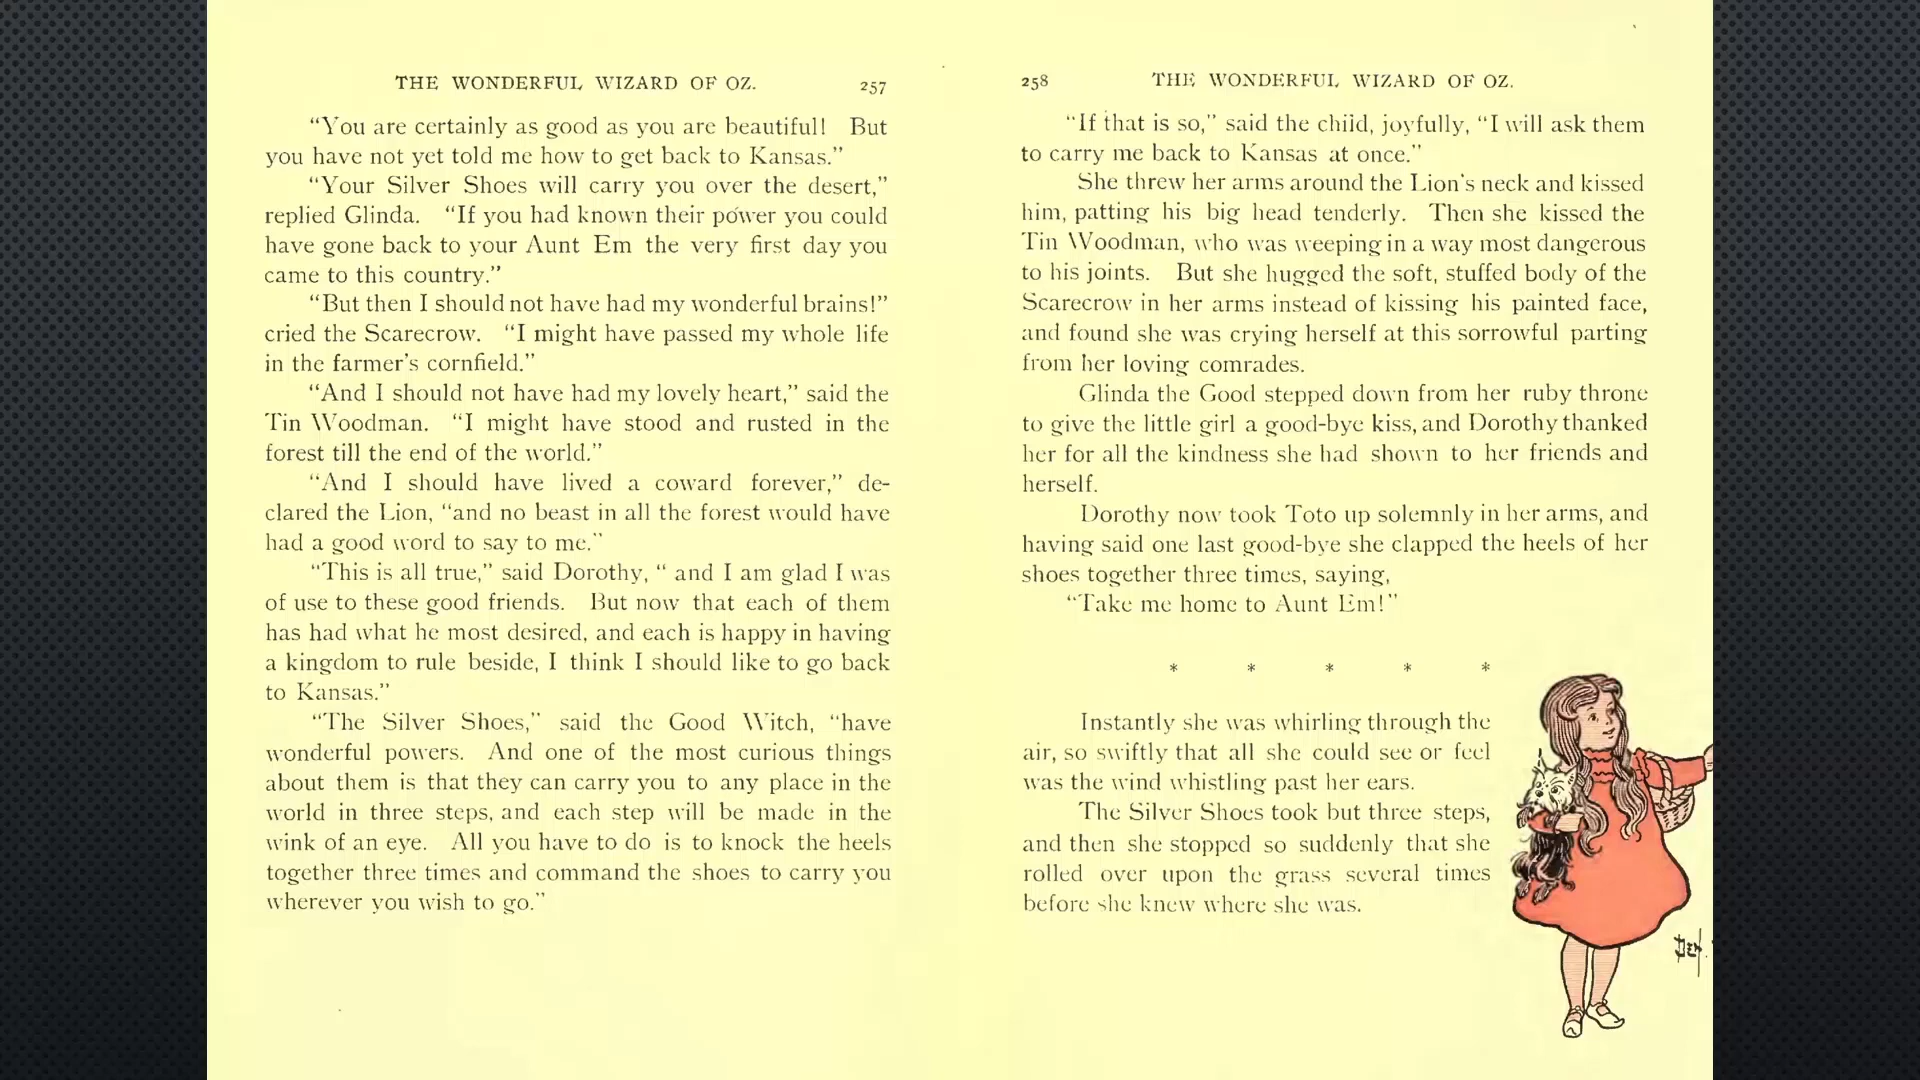 THE WONDERFUL WIZARD OF OZ. 257
“You are certainly as good as you are beautiful! But
you have not yet told me how to get back to Kansas.”
“Your Silver Shoes will carry you over the desert,”
replied Glinda. “If you had known their power you could
have gone back to your Aunt Em the very first day you
came to this country.”
“But then I should not have had my wonderful brains!”
cried the Scarecrow. “I might have passed my whole life
in the farmer's cornfield.”
“And I should not have had my lovely heart,” said the
Tin Woodman. “I might have stood and rusted in the
forest till the end of the world.”
“And I should have lived a coward forever,” de-
clared the Lion, “and no beast in all the forest would have
had a good word to say to me.”
“This is all true,” said Dorothy, “ and I am glad I was
of use to these good friends. But now that each of them
has had what he most desired, and each is happy in having
a kingdom to rule beside, I think I should like to go back
to Kansas.”
“The Silver Shoes,” said the Good Witch, “have
wonderful powers. And one of the most curious things
about them is that they can carry you to any place in the
world in three steps, and each step will be made in the
wink of an eye. All you have to do is to knock the heels
together three times and command the shoes to carry you
wherever you wish to go.”
258 THE WONDERFUL WIZARD OF OZ.
“If that is so,” said the child, joyfully, “I will ask them
to carry me back to Kansas at once.”
She threw her arms around the Lion's neck and kissed
him, patting his big head tenderly. Then she kissed the
Tin Woodman, who was weeping in a way most dangerous
to his joints. But she hugged the soft, stuffed body of the
Scarecrow in her arms instead of kissing his painted face,
and found she was crying herself at this sorrowful parting
from her loving comrades.
Glinda the Good stepped down from her ruby throne
to give the little girl a good-bye kiss, and Dorothy thanked
her for all the kindness she had shown to her friends and
herself.
Dorothy now took Toto up solemnly in her arms, and
having said one last good-bye she clapped the heels of her
shoes together three times, saying,
“Take me home to Aunt Em!”
* * * * *
Instantly she was whirling through the
air, so swiftly that all she could see or feel
was the wind whistling past her ears.
The Silver Shoes took but three steps,
and then she stopped so suddenly that she
rolled over upon the grass several times
before she knew where she was.
DEN